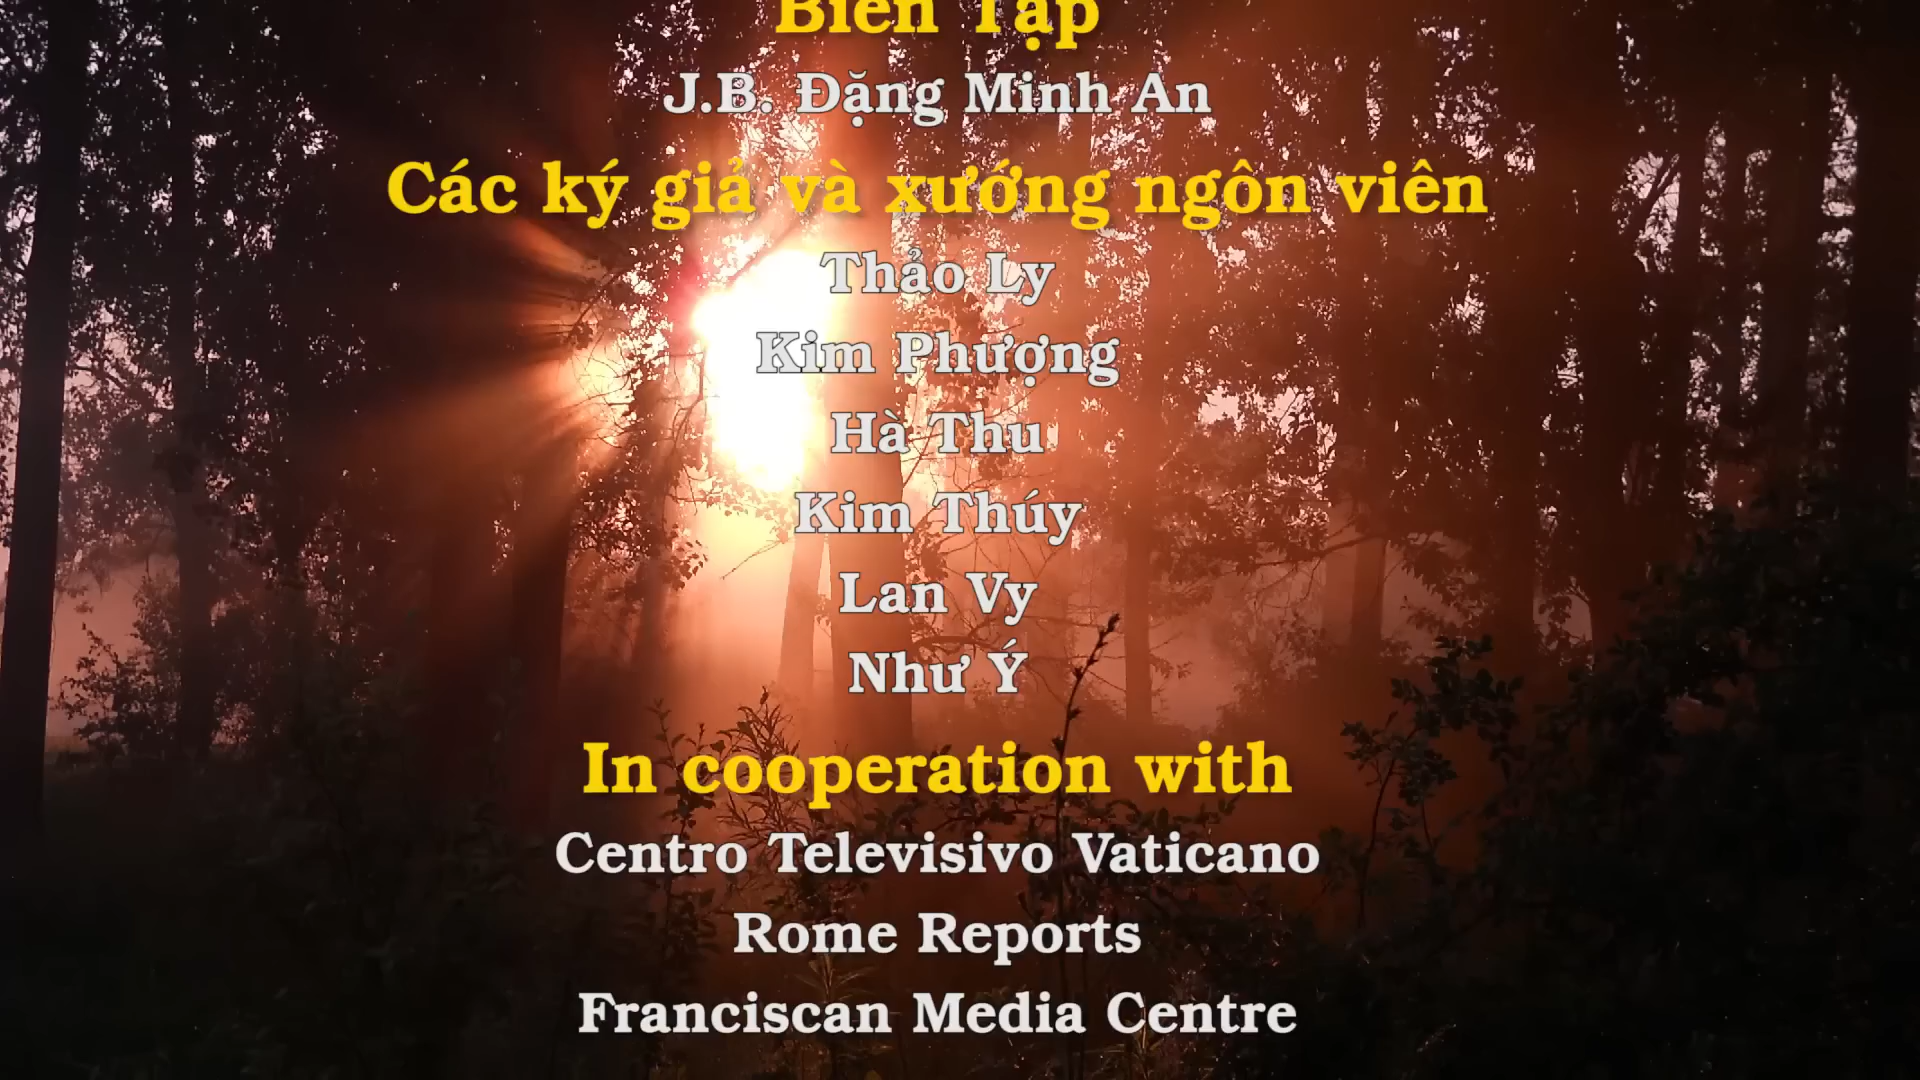 Biên Tập
J.B. Đặng Minh An
Các ký giả và xướng ngôn viên
Thảo Ly
Kim Phượng
Hà Thu
Kim Thúy
Lan Vy
Như Ý
In cooperation with
Centro Televisivo Vaticano
Rome Reports
Franciscan Media Centre